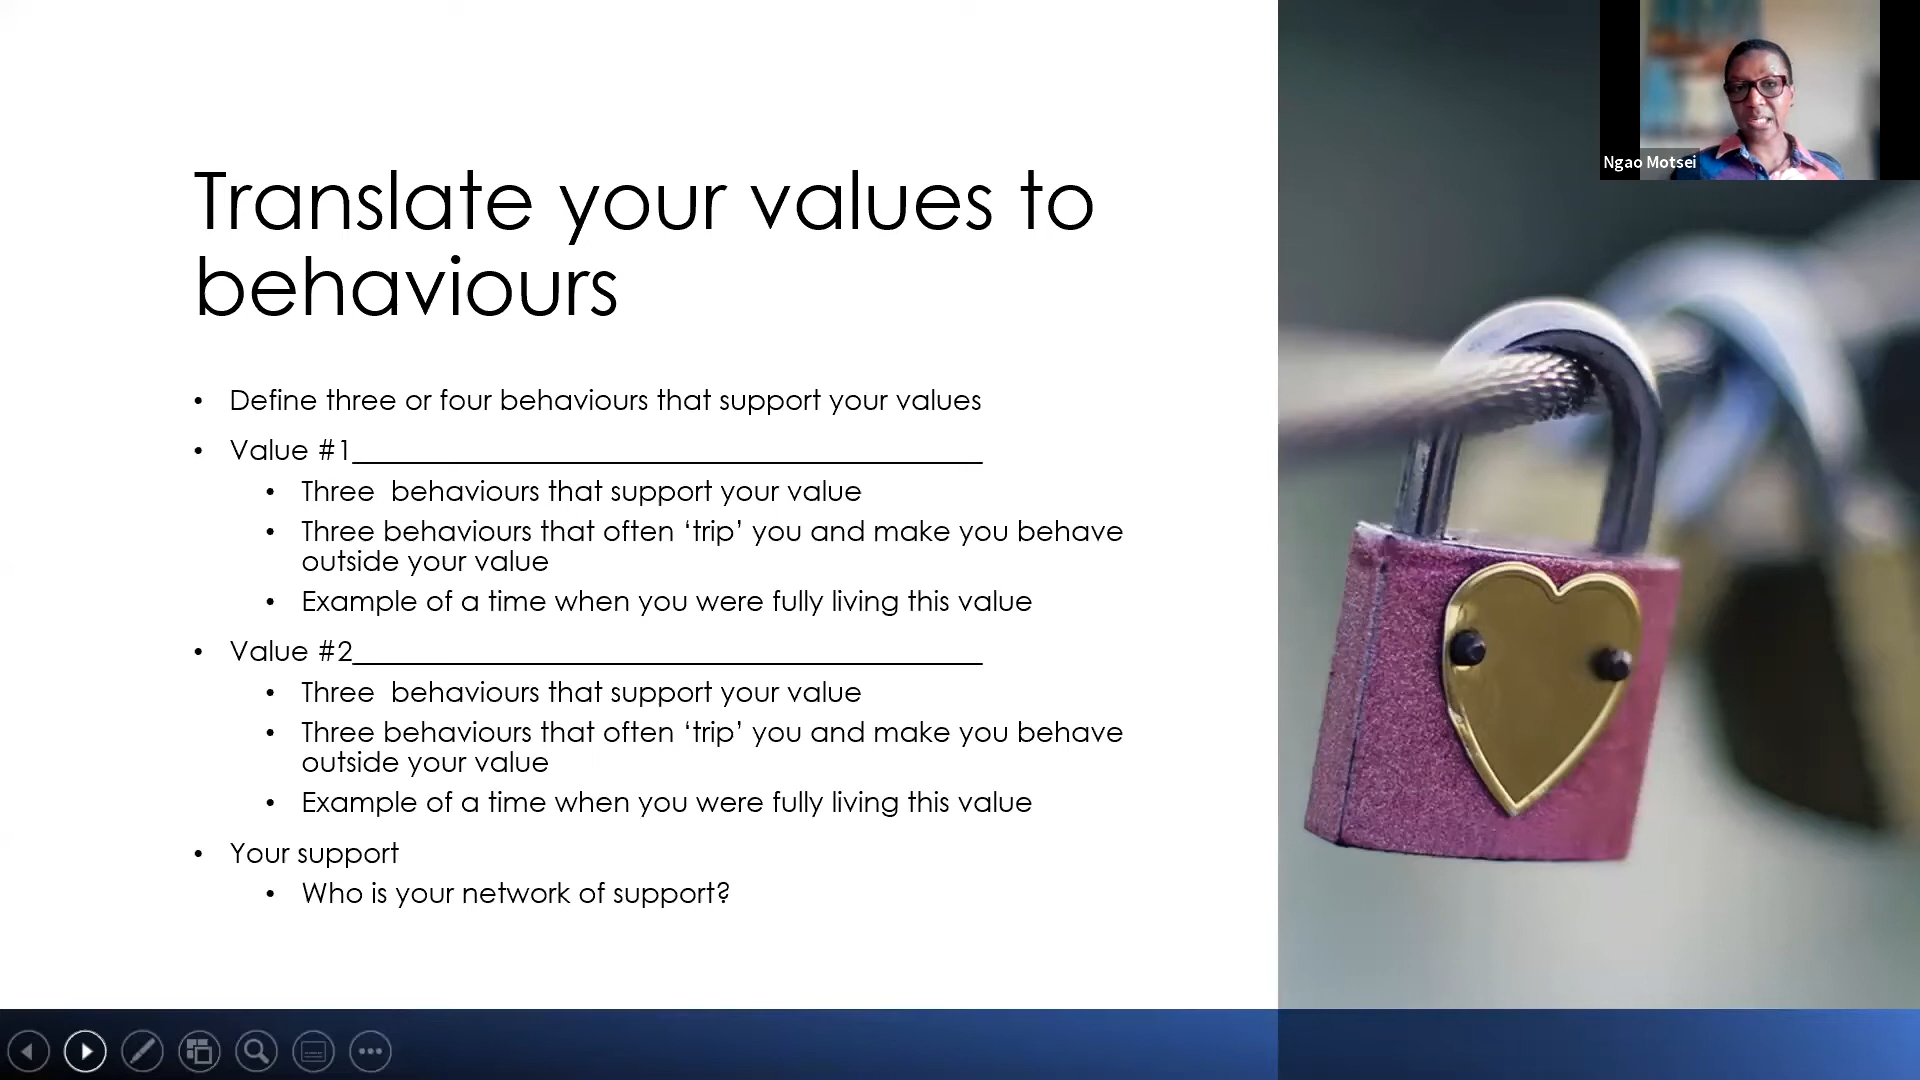 Translate your values to
behaviours
• Define three or four behaviours that support your values
• Value #1__________________________________________
• Three  behaviours that support your value
• Three behaviours that often ‘trip’ you and make you behave
outside your value
• Example of a time when you were fully living this value
• Value #2__________________________________________
• Three  behaviours that support your value
• Three behaviours that often ‘trip’ you and make you behave
outside your value
• Example of a time when you were fully living this value
• Your support
• Who is your network of support?
Ngao Motsei